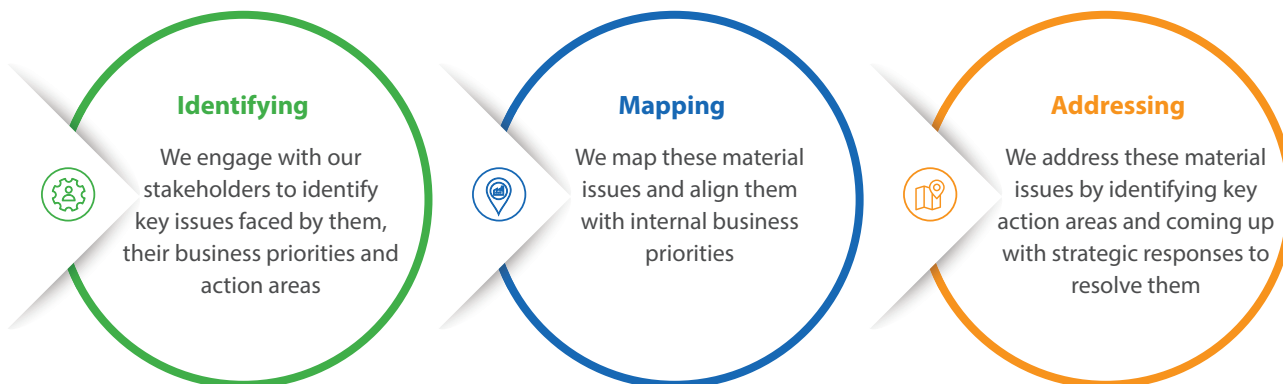 Identifying
We engage with our
stakeholders to identify
key issues faced by them,
their business priorities and
action areas
Mapping
We map these material
issues and align them
with internal business
priorities
Addressing
We address these material
issues by identifying key
action areas and coming up
with strategic responses to
resolve them